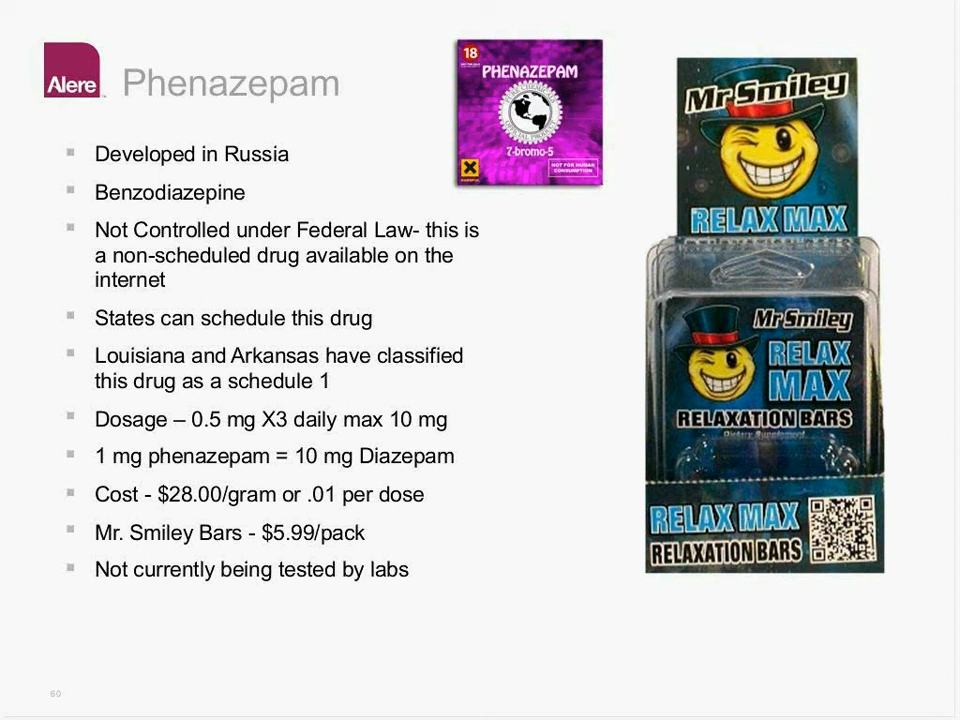 Alere
Phenazepam
Developed in Russia
Benzodiazepine
Not Controlled under Federal Law- this is
a non-scheduled drug available on the
internet
States can schedule this drug
Louisiana and Arkansas have classified
this drug as a schedule 1
Dosage – 0.5 mg X3 daily max 10 mg
1 mg phenazepam = 10 mg Diazepam
Cost - $28.00/gram or .01 per dose
Mr. Smiley Bars - $5.99/pack
Not currently being tested by labs
60
18
PHENAZEPAM
OFFICIAL PRODUCT
7-bromo-5
NOT FOR HUMAN
CONSUMPTION
Mr Smiley
RELAX MAX
Mr Smiley
RELAX
MAX
RELAXATION BARS
Dietary Supplement
RELAX MAX
RELAXATION BARS